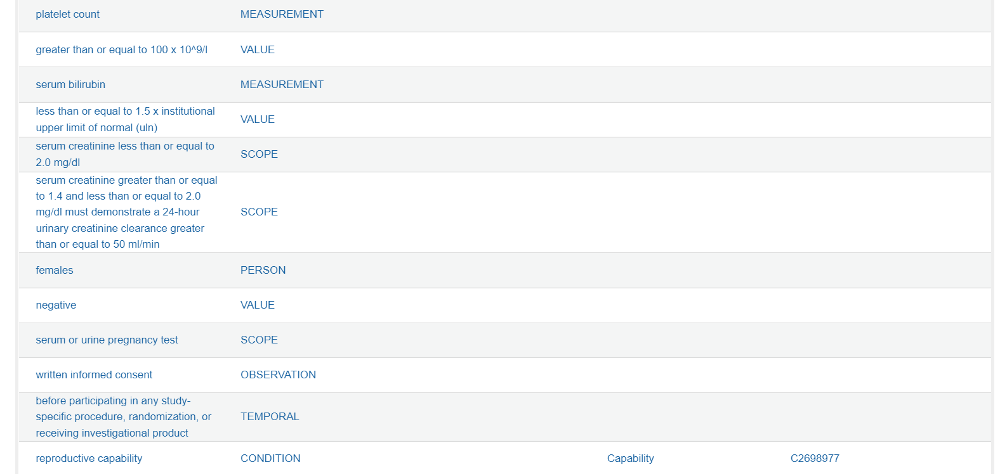 platelet count MEASUREMENT
greater than or equal to 100 x 10^9/l VALUE
serum bilirubin MEASUREMENT
less than or equal to 1.5 x institutional
upper limit of normal (uln)
VALUE
serum creatinine less than or equal to
2.0 mg/dl
SCOPE
serum creatinine greater than or equal
to 1.4 and less than or equal to 2.0
mg/dl must demonstrate a 24-hour
urinary creatinine clearance greater
than or equal to 50 ml/min
SCOPE
females PERSON
negative VALUE
serum or urine pregnancy test SCOPE
written informed consent OBSERVATION
before participating in any study-
specific procedure, randomization, or
receiving investigational product
TEMPORAL
reproductive capability CONDITION Capability C2698977